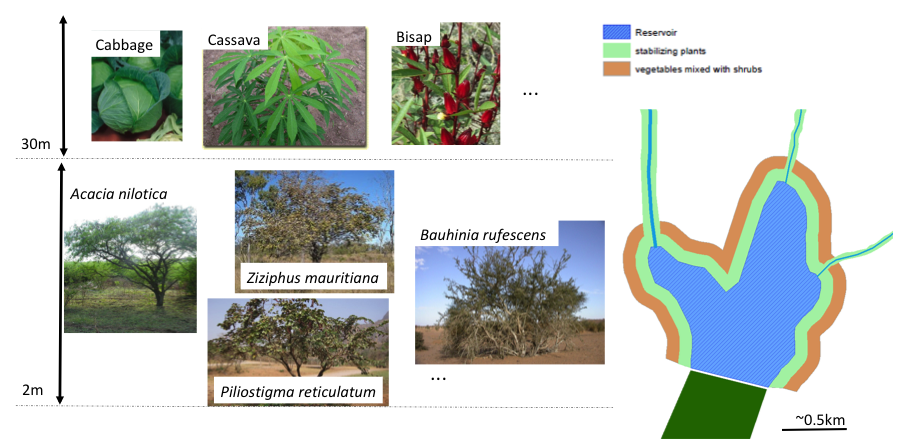 Cabbage
Cassava
Bisap
...
30m
Acacia nilotica
Ziziphus mauritiana
Bauhinia rufescens
Piliostigma reticulatum
...
2m
Reservoir
stabilizing plants
vegetables mixed with shrubs
~0.5km